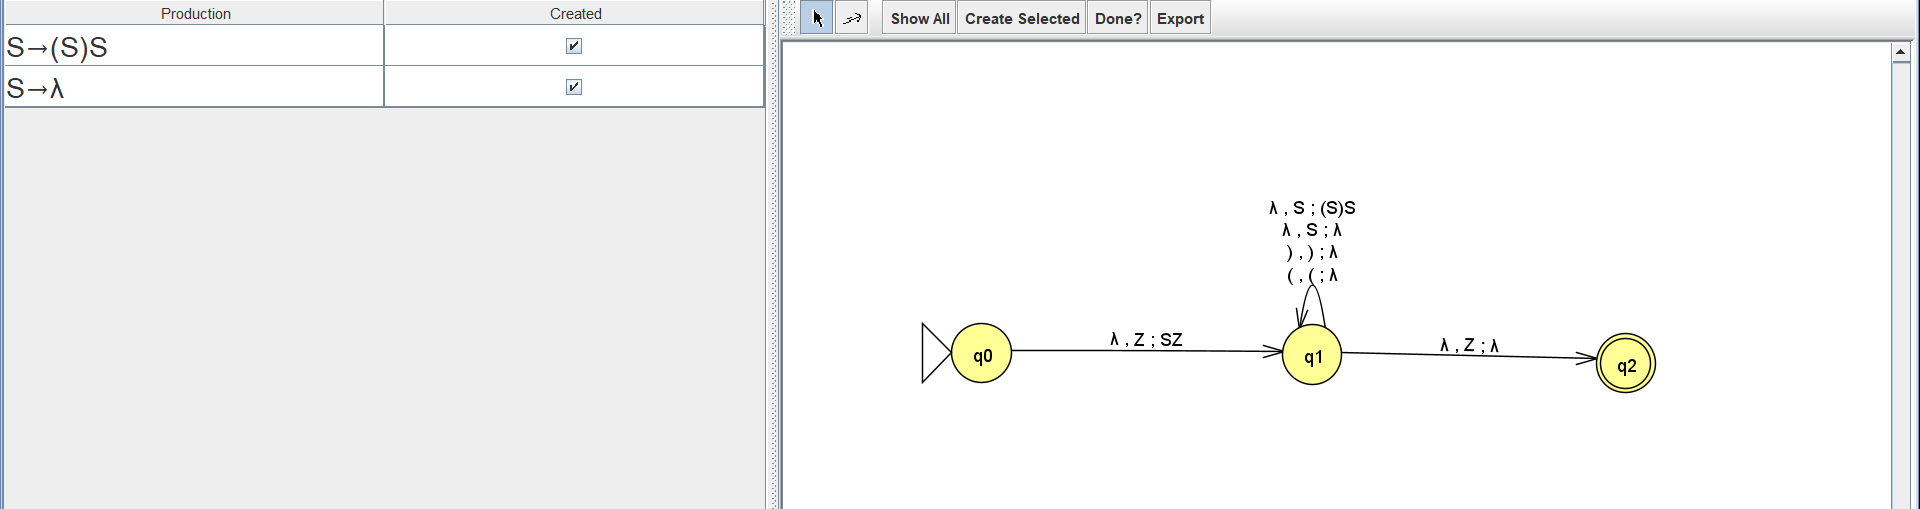 Production Created
S→(S)S
S→λ
Show All Create Selected Done? Export
λ , S ; (S)S
λ , S ; λ
) , ) ; λ
( , ( ; λ
q0 λ , Z ; SZ q1 λ , Z ; λ q2